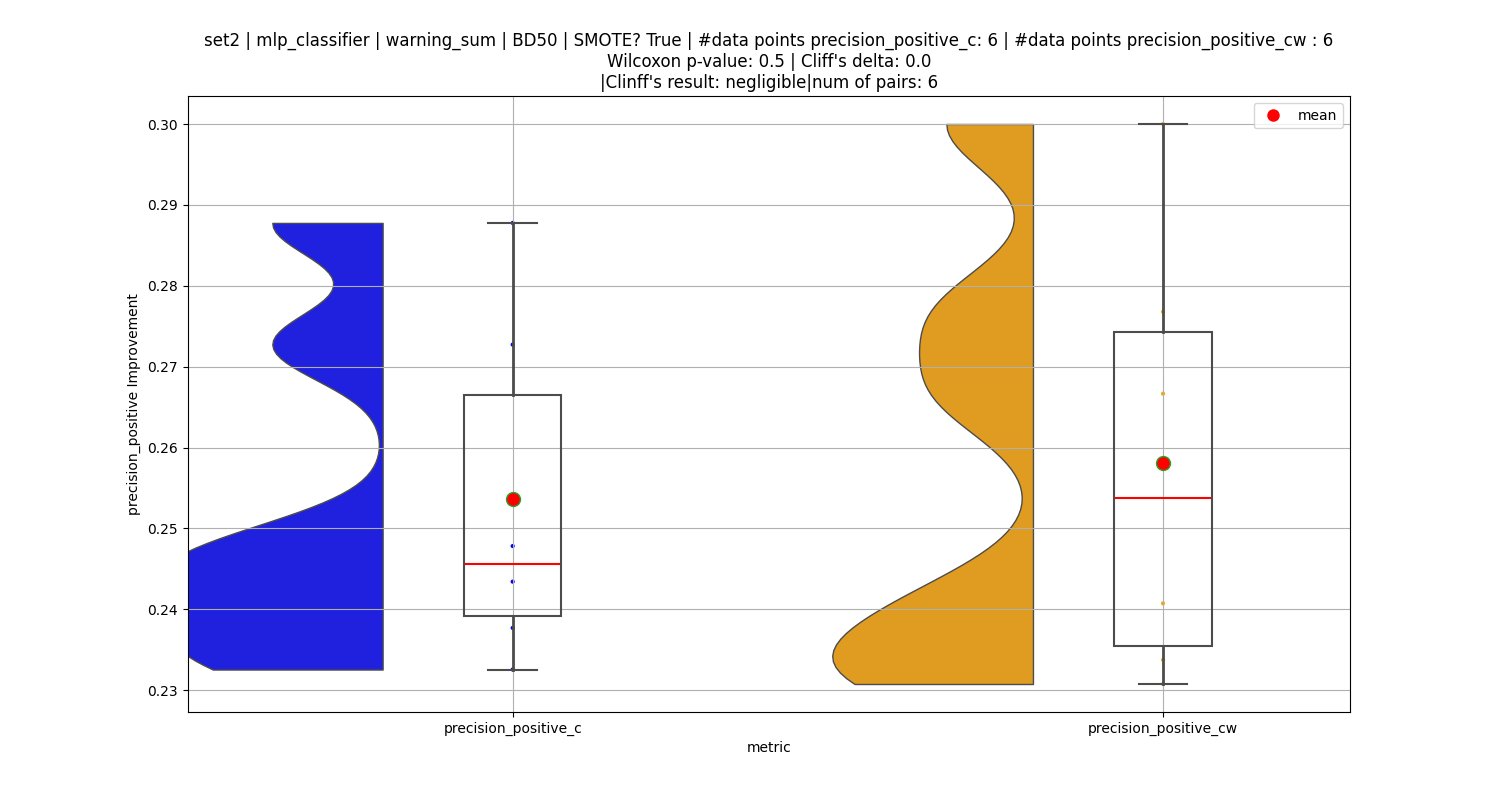 set2 | mlp_classifier | warning_sum | BD50 | SMOTE? True | #data points precision_positive_c: 6 | #data points precision_positive_cw : 6
Wilcoxon p-value: 0.5 | Cliff's delta: 0.0
|Clinff's result: negligible|num of pairs: 6
mean
0.30
0.29
0.28
0.27
0.26
0.25
0.24
0.23
precision_positive Improvement
precision_positive_c
precision_positive_cw
metric